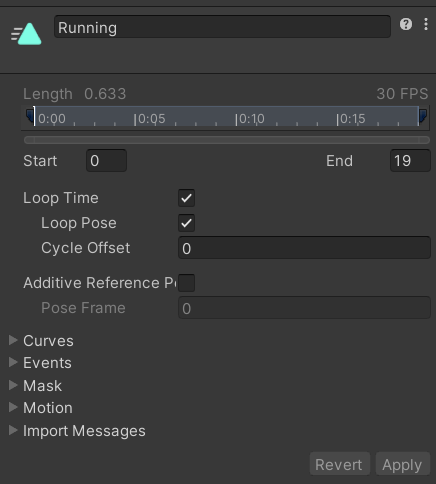 Running
Length 0.633 30 FPS
0:00 0:05 0:10 0:15
Start 0 End 19
Loop Time
Loop Pose
Cycle Offset 0
Additive Reference P
Pose Frame 0
Curves
Events
Mask
Motion
Import Messages
Revert Apply